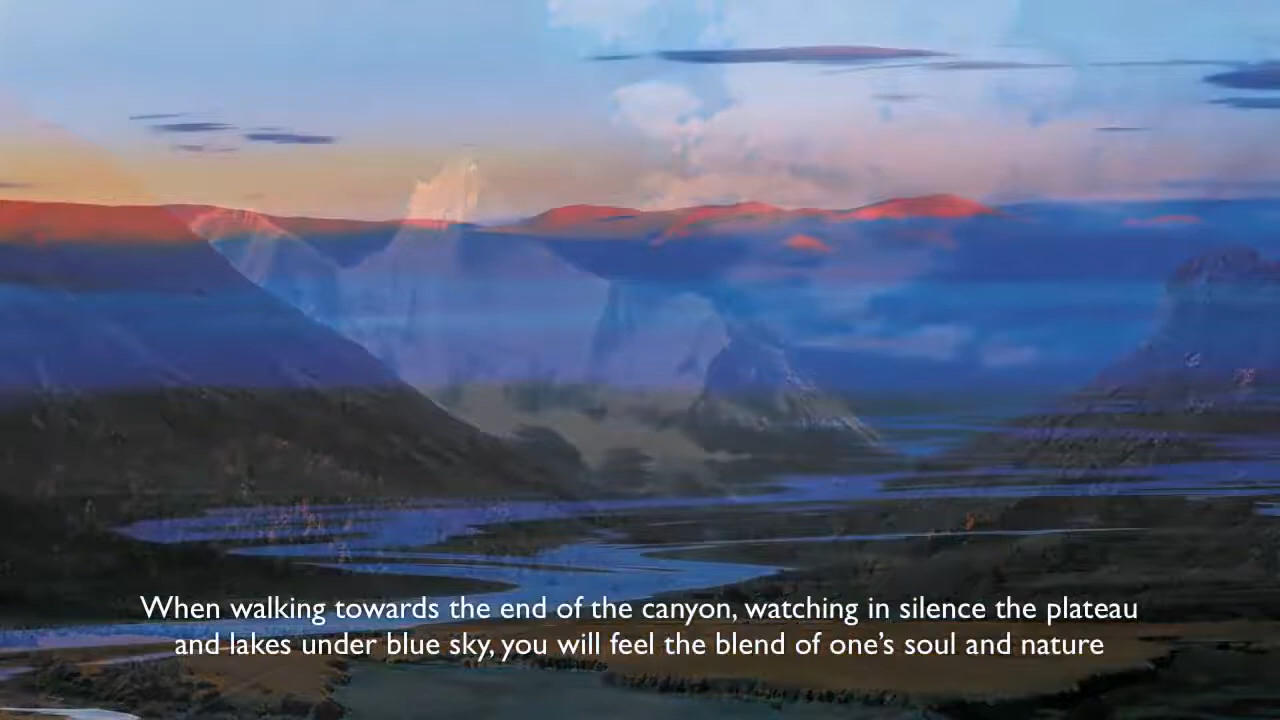 When walking towards the end of the canyon, watching in silence the plateau
and lakes under blue sky, you will feel the blend of one’s soul and nature